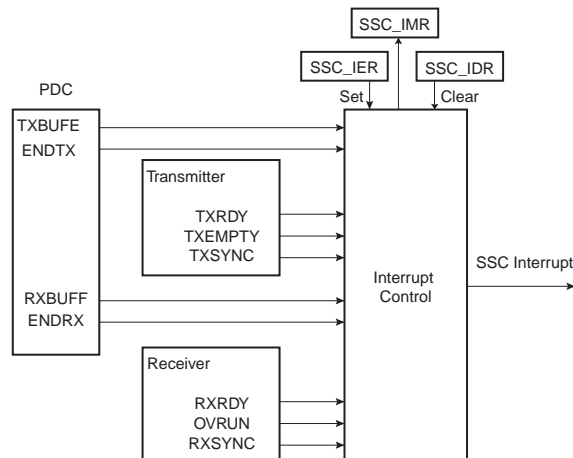 SSC_IMR
SSC_IER
SSC_IDR
PDC
Set
Clear
TXBUFE
ENDTX
Transmitter
TXRDY
TXEMPTY
TXSYNC
SSC Interrupt
Interrupt
Control
RXBUFF
ENDRX
Receiver
RXRDY
OVRUN
RXSYNC